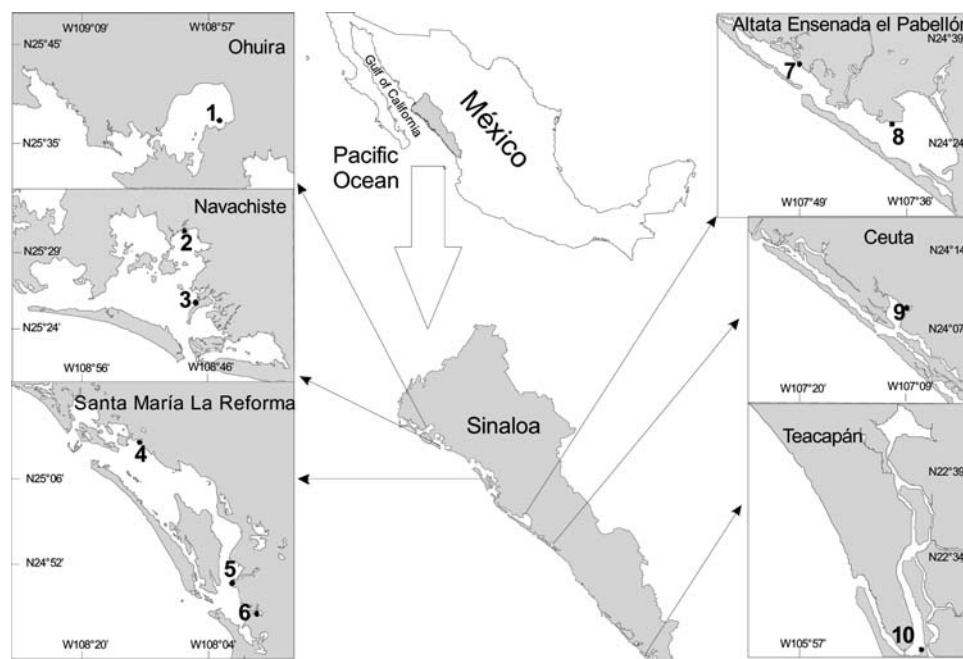 W109°09'
W108°57'
N25°45'
Ohuira
1
N25°35'
Navachiste
2
N25°29'
3
N25°24'
W108°56'
W108°46'
Santa María La Reforma
4
N25°06'
N24°52'
5
6
W108°20'
W108°04'
Gulf of California
México
Pacific
Ocean
Sinaloa
Altata Ensenada el Pabellón
N24°39'
7
8
N24°24'
W107°49'
W107°36'
Ceuta
N24°14'
9
N24°07'
W107°20'
W107°09'
Teacapán
N22°39'
N22°34'
W105°57'
10